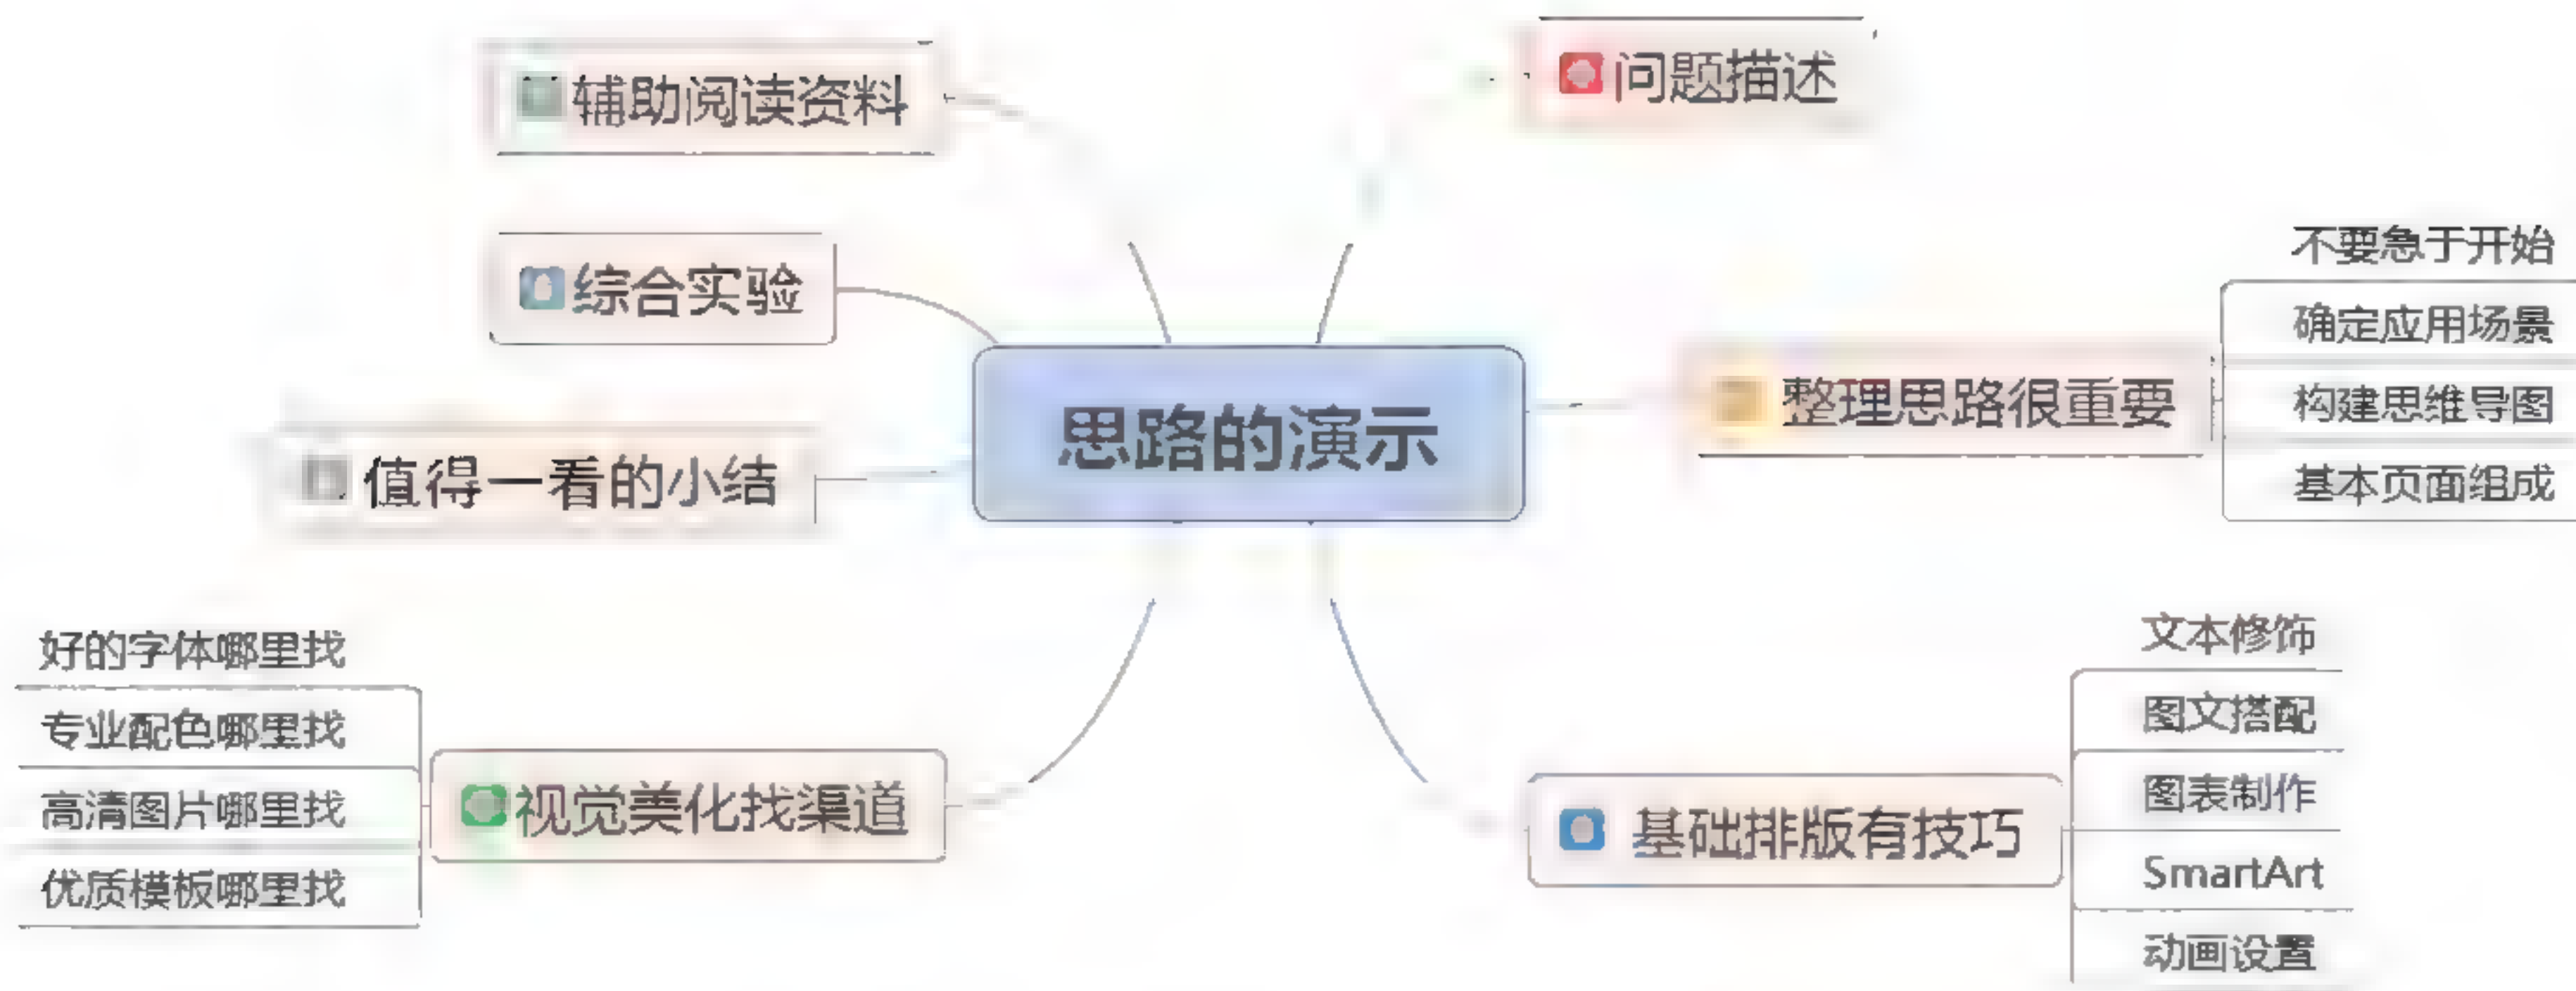 思路的演示
问题描述
整理思路很重要
不要急于开始
确定应用场景
构建思维导图
基本页面组成
基础排版有技巧
文本修饰
图文搭配
图表制作
SmartArt
动画设置
视觉美化找渠道
好的字体哪里找
专业配色哪里找
高清图片哪里找
优质模板哪里找
值得一看的小结
综合实验
辅助阅读资料